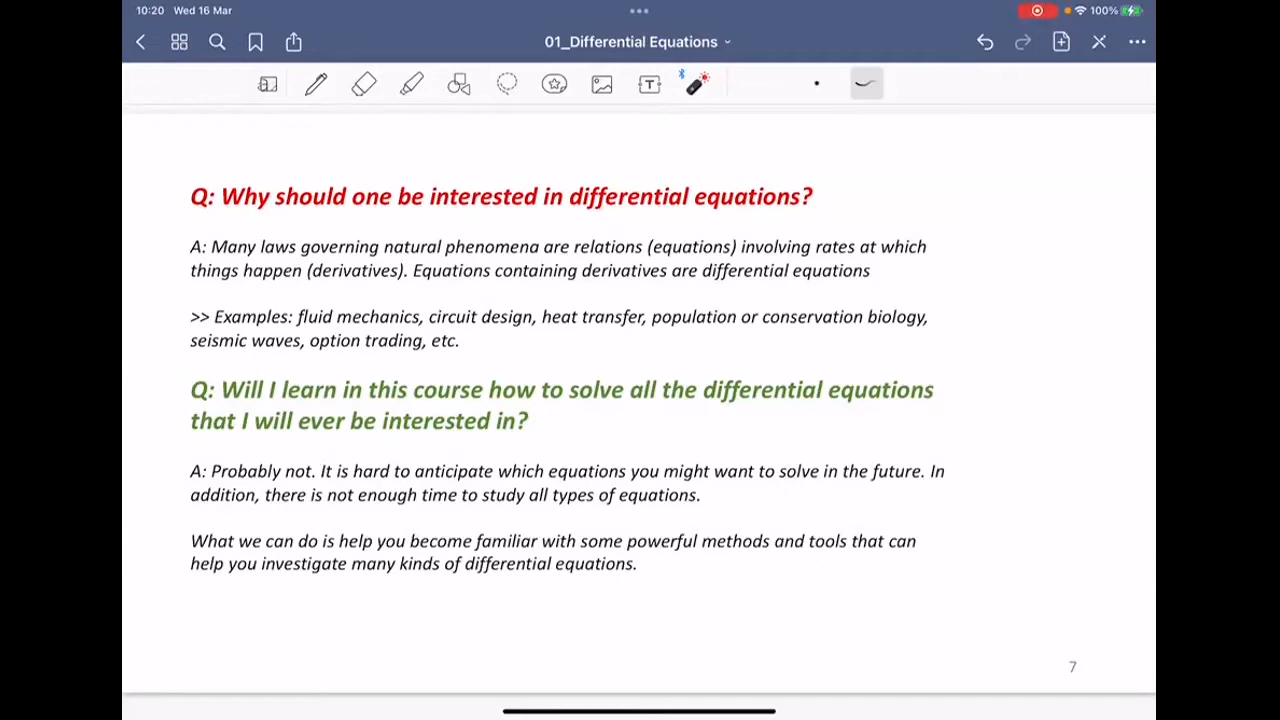 10:20 Wed 16 Mar
100%
01_Differential Equations
T
Q: Why should one be interested in differential equations?
A: Many laws governing natural phenomena are relations (equations) involving rates at which
things happen (derivatives). Equations containing derivatives are differential equations
>> Examples: fluid mechanics, circuit design, heat transfer, population or conservation biology,
seismic waves, option trading, etc.
Q: Will I learn in this course how to solve all the differential equations
that I will ever be interested in?
A: Probably not. It is hard to anticipate which equations you might want to solve in the future. In
addition, there is not enough time to study all types of equations.
What we can do is help you become familiar with some powerful methods and tools that can
help you investigate many kinds of differential equations.
7